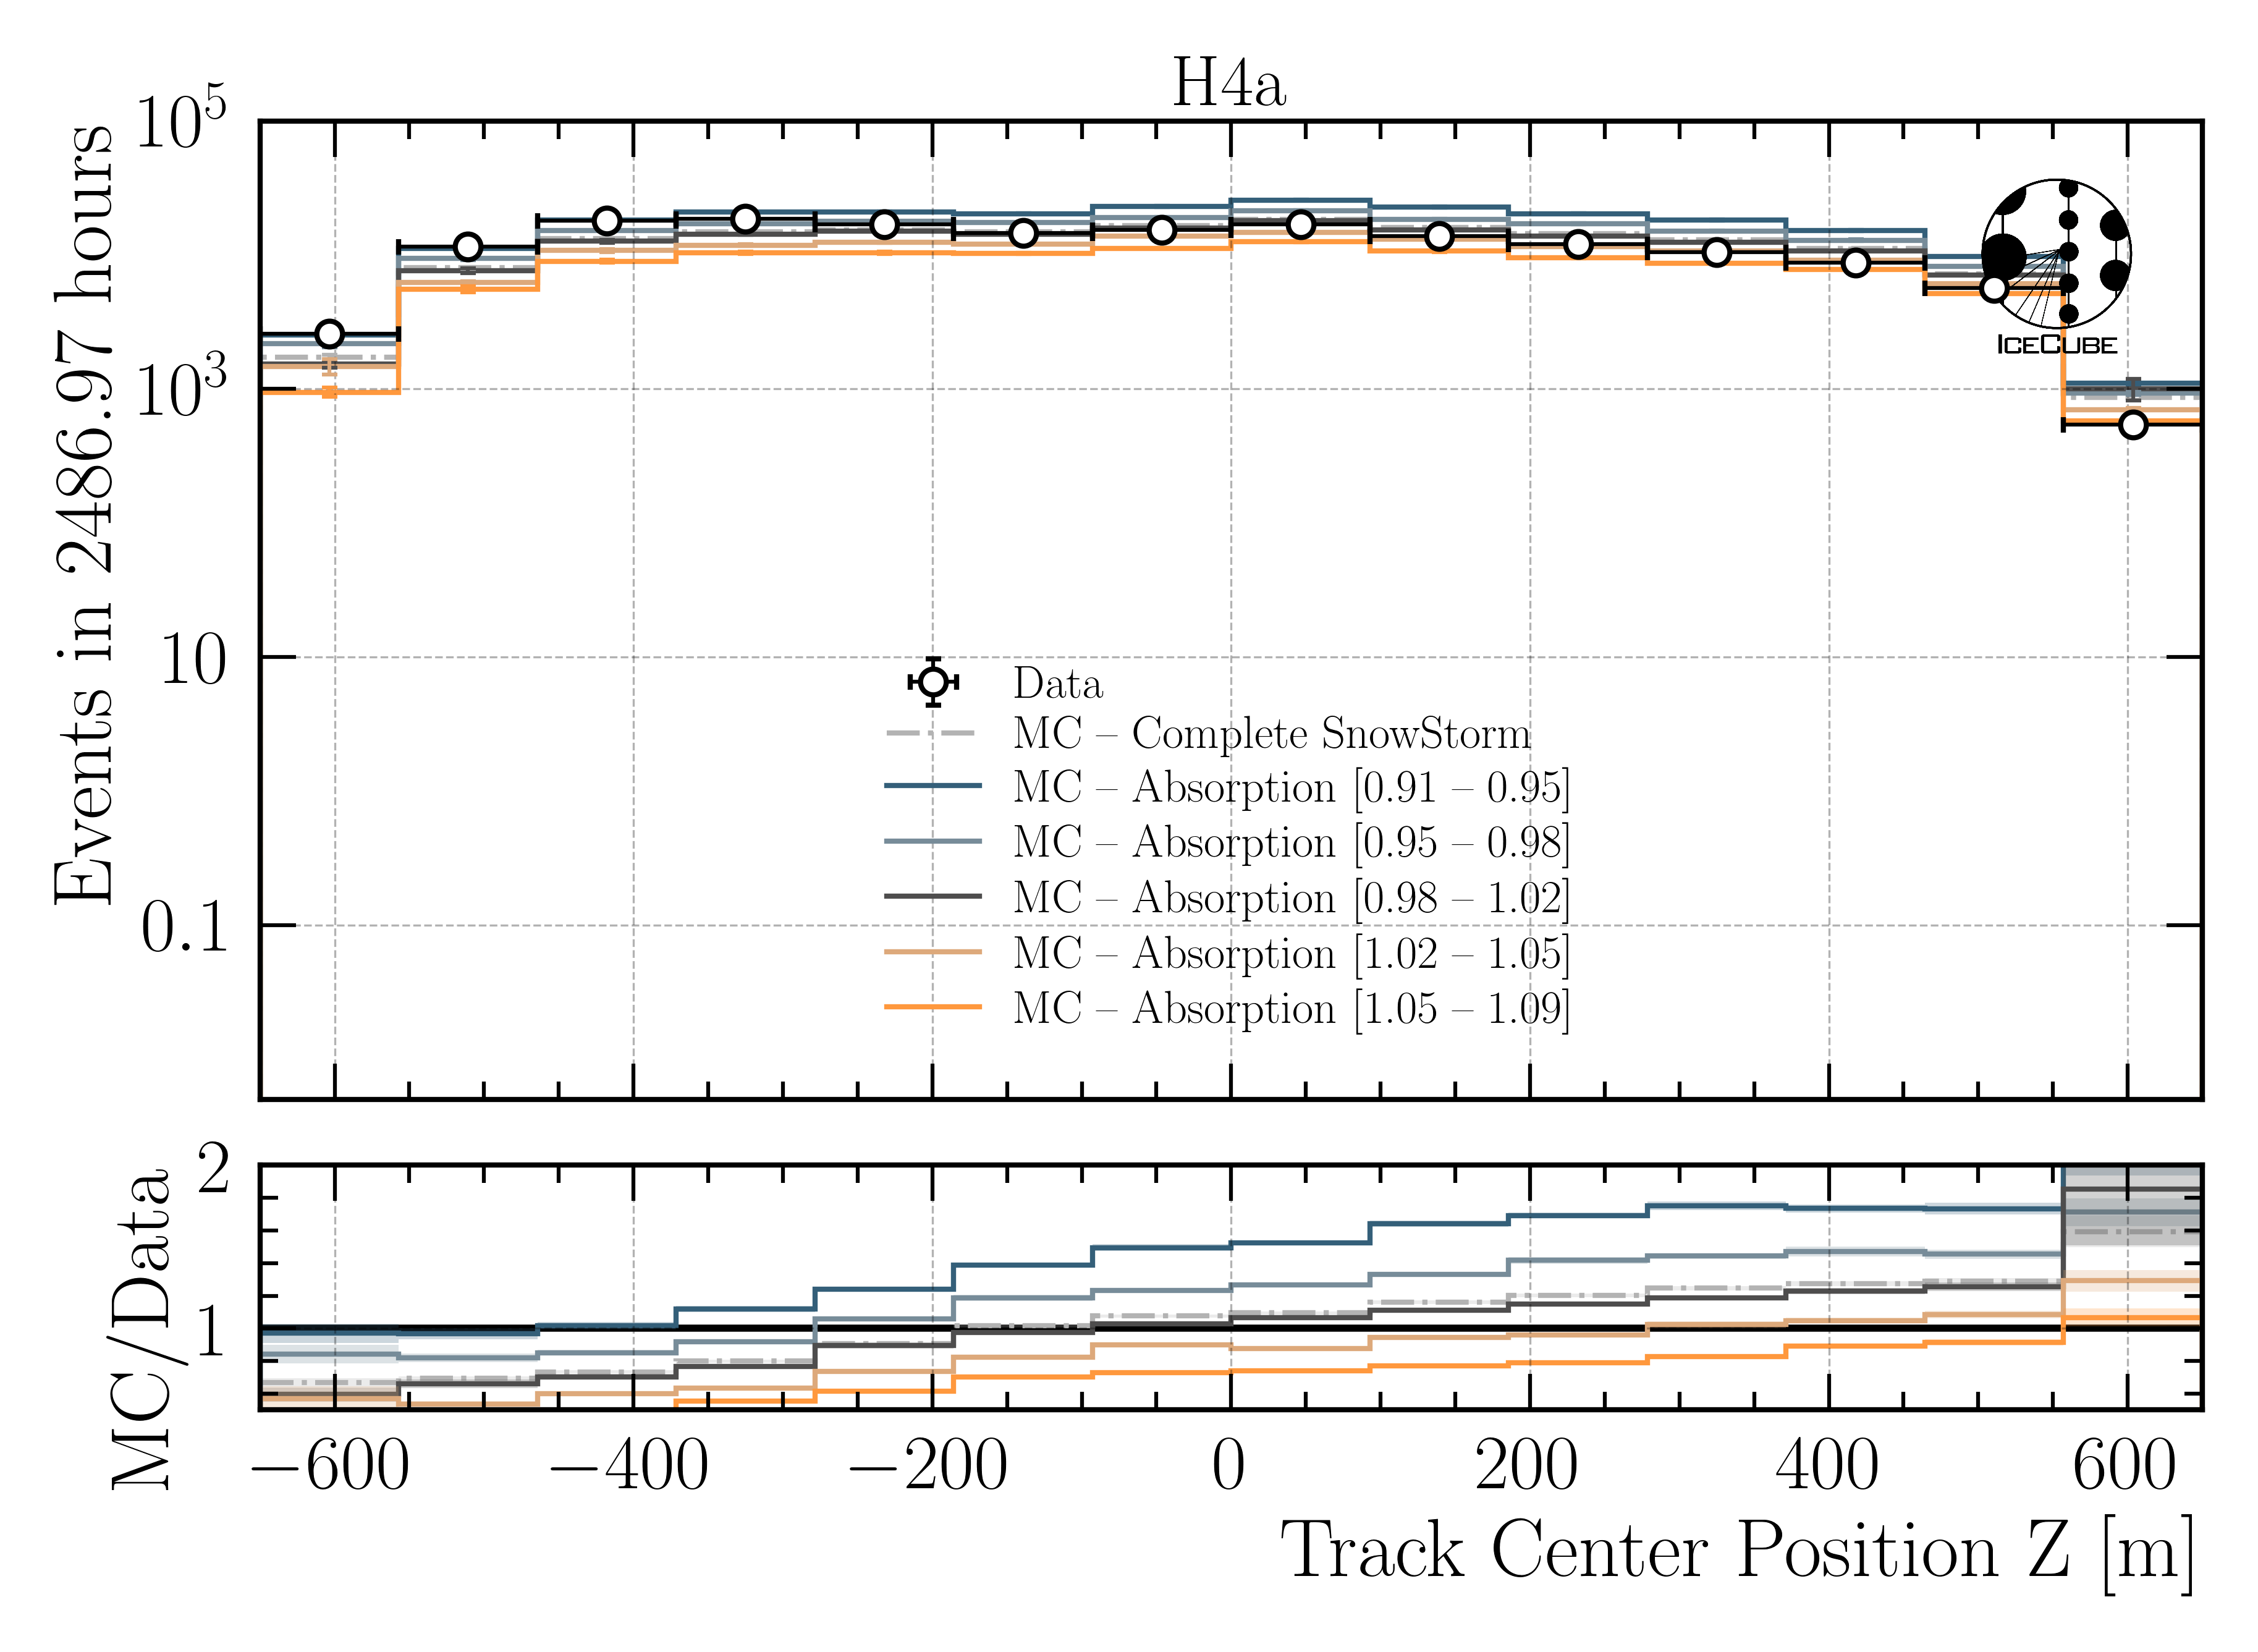 H4a
Events in 2486.97 hours
10^5
10^3
10
0.1
IceCube
Data
MC – Complete SnowStorm
MC – Absorption [0.91 – 0.95]
MC – Absorption [0.95 – 0.98]
MC – Absorption [0.98 – 1.02]
MC – Absorption [1.02 – 1.05]
MC – Absorption [1.05 – 1.09]
MC/Data
2
1
−600 −400 −200 0 200 400 600
Track Center Position Z [m]